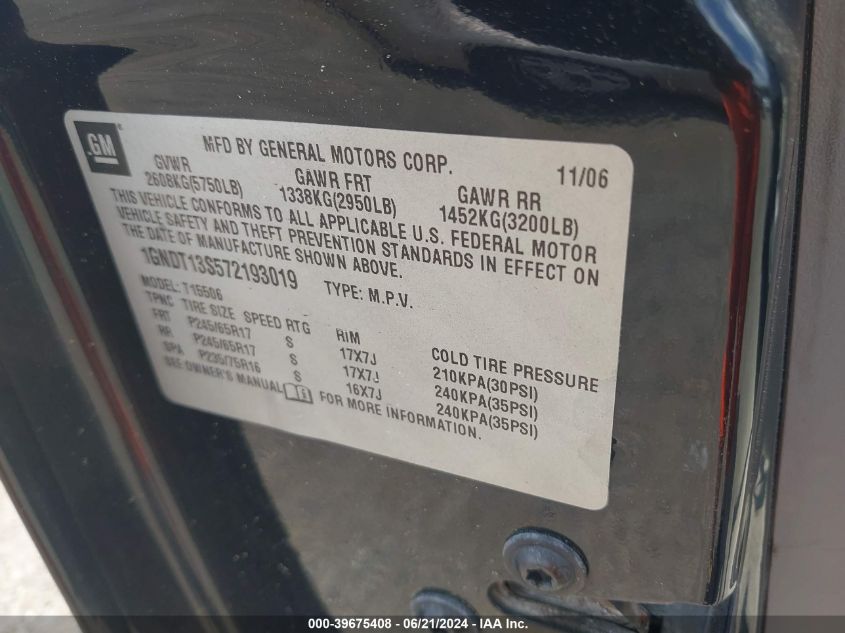 GM
MFD BY GENERAL MOTORS CORP. 11/06
GVWR GAWR FRT GAWR RR
2608KG(5750LB) 1338KG(2950LB) 1452KG(3200LB)
THIS VEHICLE CONFORMS TO ALL APPLICABLE U.S. FEDERAL MOTOR
VEHICLE SAFETY AND THEFT PREVENTION STANDARDS IN EFFECT ON
THE DATE OF MANUFACTURE SHOWN ABOVE.
1GNDT13S572193019 TYPE: M.P.V.
MODEL: T15506
TPNC TIRE SIZE SPEED RTG RIM COLD TIRE PRESSURE
FRT P245/65R17 S 17X7J 210KPA(30PSI)
RR P245/65R17 S 17X7J 240KPA(35PSI)
SPA P235/75R16 S 16X7J 240KPA(35PSI)
SEE OWNER'S MANUAL FOR MORE INFORMATION.
000-39675408 - 06/21/2024 - IAA Inc.